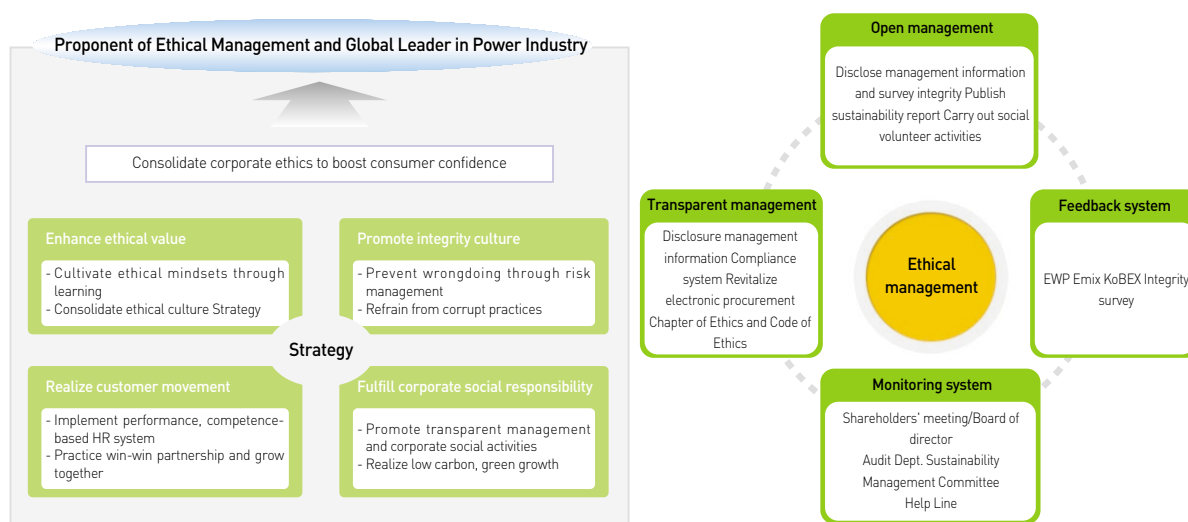 Proponent of Ethical Management and Global Leader in Power Industry
Consolidate corporate ethics to boost consumer confidence
Enhance ethical value
- Cultivate ethical mindsets through
learning
- Consolidate ethical culture Strategy
Promote integrity culture
- Prevent wrongdoing through risk
management
- Refrain from corrupt practices
Strategy
Realize customer movement
- Implement performance, competence-
based HR system
- Practice win-win partnership and grow
together
Fulfill corporate social responsibility
- Promote transparent management
and corporate social activities
- Realize low carbon, green growth
Open management
Disclose management information
and survey integrity Publish
sustainability report Carry out social
volunteer activities
Transparent management
Disclosure management
information Compliance
system Revitalize
electronic procurement
Chapter of Ethics and Code of
Ethics
Ethical
management
Feedback system
EWP Emix KoBEX Integrity
survey
Monitoring system
Shareholders' meeting/Board of
director
Audit Dept. Sustainability
Management Committee
Help Line